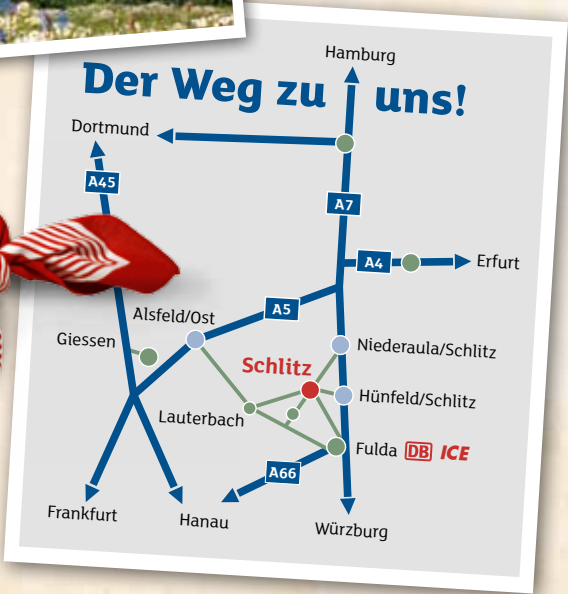 Hamburg
Der Weg zu uns!
Dortmund
A45
A7
A4
Erfurt
Alsfeld/Ost
A5
Giessen
Niederaula/Schlitz
Schlitz
Hünfeld/Schlitz
Lauterbach
Fulda DB ICE
A66
Frankfurt
Hanau
Würzburg